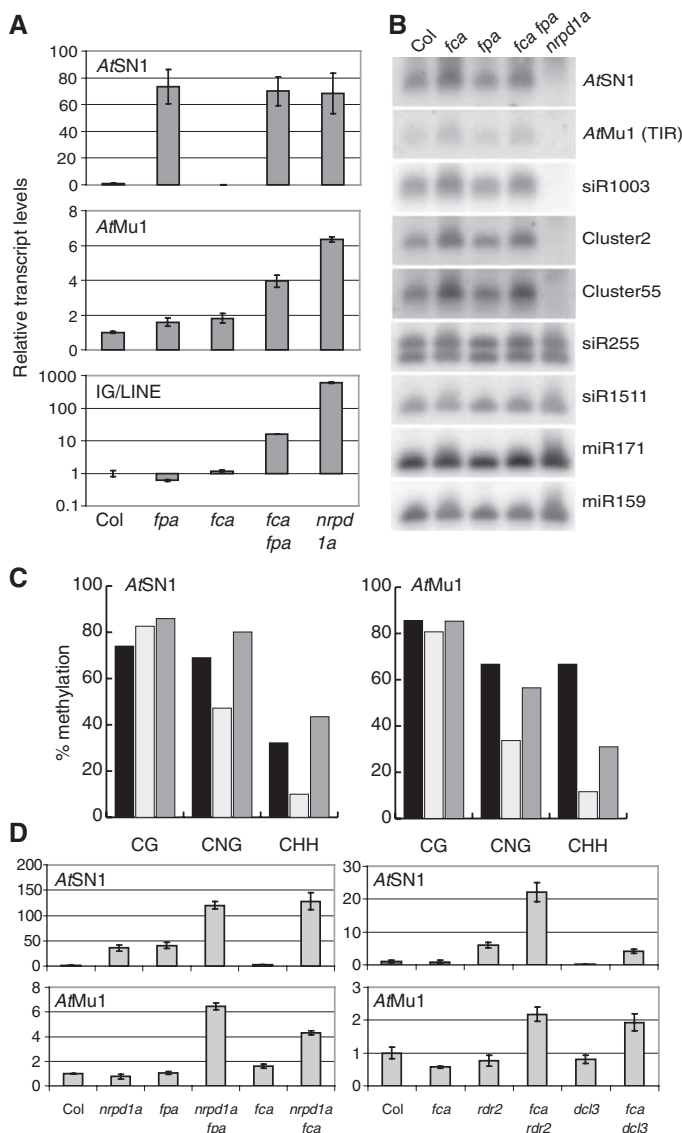 A
Relative transcript levels
AtSN1
100
80
60
40
20
0
AtMu1
8
6
4
2
0
IG/LINE
1000
100
10
1
0.1
Col fpa fca fca fpa nrpd 1a
B
Col fca fpa fca fpa nrpd1a
AtSN1
AtMu1 (TIR)
siR1003
Cluster2
Cluster55
siR255
siR1511
miR171
miR159
C
% methylation
AtSN1
100
80
60
40
20
0
CG CNG CHH
AtMu1
100
80
60
40
20
0
CG CNG CHH
D
AtSN1
200
150
100
50
0
AtMu1
8
6
4
2
0
Col nrpd1a fpa nrpd1a fpa fca nrpd1a fca
AtSN1
30
20
10
0
AtMu1
3
2
1
0
Col fca rdr2 fca rdr2 dcl3 fca dcl3